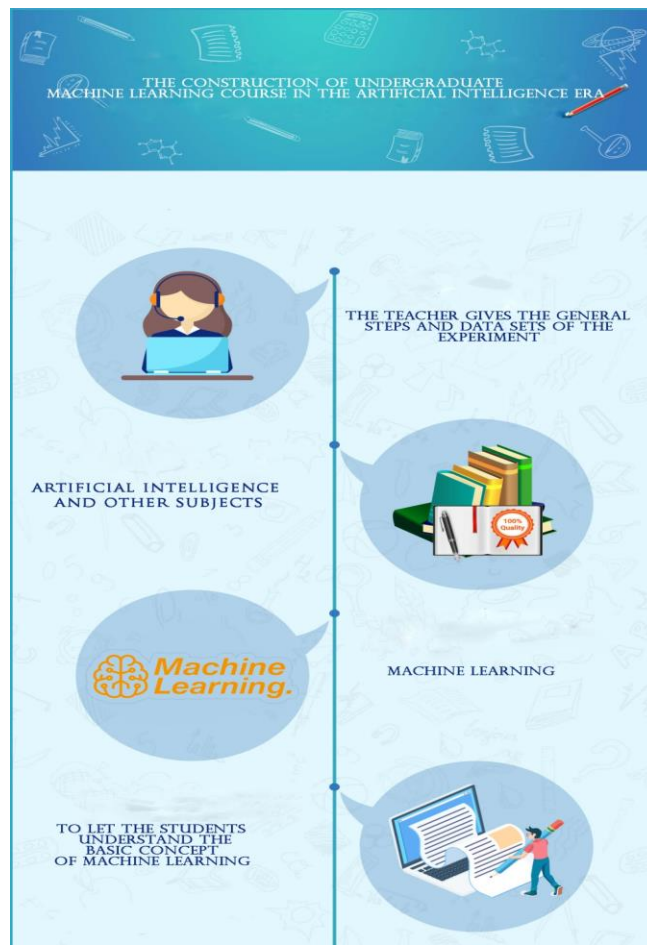 THE CONSTRUCTION OF UNDERGRADUATE
MACHINE LEARNING COURSE IN THE ARTIFICIAL INTELLIGENCE ERA
THE TEACHER GIVES THE GENERAL
STEPS AND DATA SETS OF THE
EXPERIMENT
ARTIFICIAL INTELLIGENCE
AND OTHER SUBJECTS
100%
Quality
Machine
Learning.
MACHINE LEARNING
TO LET THE STUDENTS
UNDERSTAND THE
BASIC CONCEPT
OF MACHINE LEARNING